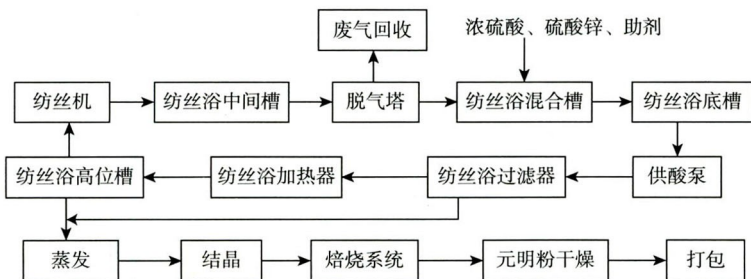 废气回收
浓硫酸、硫酸锌、助剂
纺丝机
纺丝浴中间槽
脱气塔
纺丝浴混合槽
纺丝浴底槽
纺丝浴高位槽
纺丝浴加热器
纺丝浴过滤器
供酸泵
蒸发
结晶
焙烧系统
元明粉干燥
打包